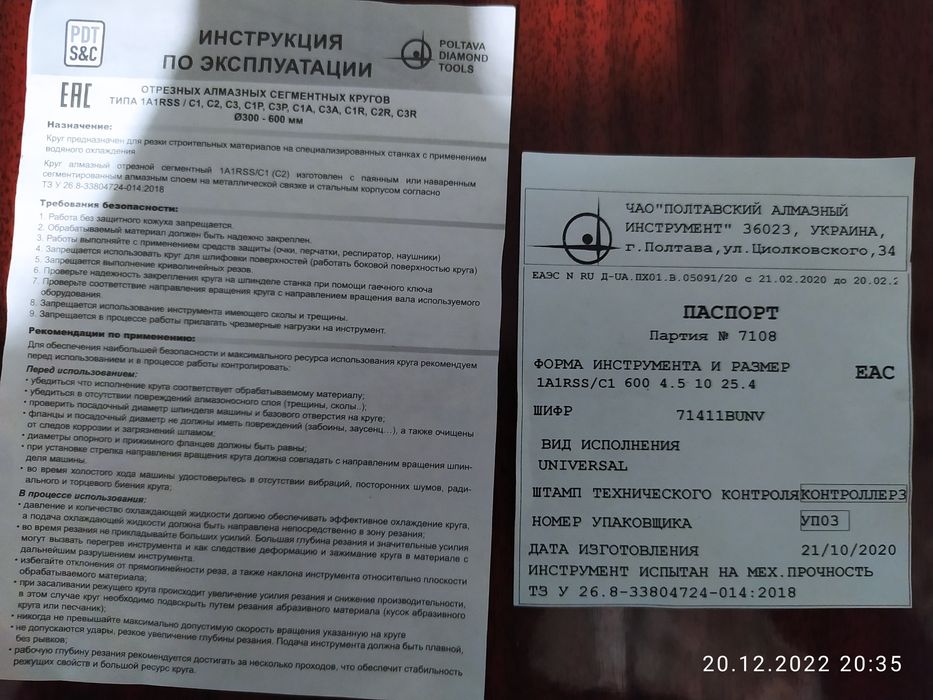 PDT
S&C
ИНСТРУКЦИЯ
ПО ЭКСПЛУАТАЦИИ
POLTAVA
DIAMOND
TOOLS
ЕАС
ОТРЕЗНЫХ АЛМАЗНЫХ СЕГМЕНТНЫХ КРУГОВ
ТИПА 1A1RSS / C1, C2, C3, C1P, C3P, C1A, C3A, C1R, C2R, C3R
Ø300 - 600 мм
Назначение:
Круг предназначен для резки строительных материалов на специализированных станках с применением
водяного охлаждения
Круг алмазный отрезной сегментный 1A1RSS/C1 (C2) изготовлен с паянным или наваренным
сегментированным алмазным слоем на металлической связке и стальным корпусом согласно
ТЗ У 26.8-33804724-014:2018
Требования безопасности:
1. Работа без защитного кожуха запрещается.
2. Обрабатываемый материал должен быть надежно закреплен.
3. Работы выполняйте с применением средств защиты (очки, перчатки, респиратор, наушники)
4. Запрещается использовать круг для шлифовки поверхностей (работать боковой поверхностью круга)
5. Запрещается выполнение криволинейных резов.
6. Проверьте надежность закрепления круга на шпинделе станка при помощи гаечного ключа
7. Проверьте соответствие направления вращения круга с направлением вращения вала используемого
оборудования.
8. Запрещается использование инструмента имеющего сколы и трещины.
9. Запрещается в процессе работы прилагать чрезмерные нагрузки на инструмент.
Рекомендации по применению:
Для обеспечения наибольшей безопасности и максимального ресурса использования круга рекомендуем
перед использованием и в процессе работы контролировать:
Перед использованием:
• убедиться что исполнение круга соответствует обрабатываемому материалу;
• убедиться в отсутствии повреждений алмазоносного слоя (трещины, сколы..);
• проверить посадочный диаметр шпинделя машины и базового отверстия на круге;
• фланцы и посадочный диаметр не должны иметь повреждений (забоины, заусенц...), а также очищены
от следов коррозии и загрязнений шламом;
• диаметры опорного и прижимного фланцев должны быть равны;
• при установке стрелка направления вращения круга должна совпадать с направлением вращения шпин-
деля машины.
• во время холостого хода машины удостоверьтесь в отсутствии вибраций, посторонних шумов, ради-
ального и торцевого биения круга;
В процессе использования:
• давление и количество охлаждающей жидкости должно обеспечивать эффективное охлаждение круга,
а подача охлаждающей жидкости должна быть направлена непосредственно в зону резания;
• во время резания не прикладывайте больших усилий. Большая глубина резания и значительные усилия
могут вызвать перегрев инструмента и как следствие деформацию и зажимание круга в материале с
дальнейшим разрушением инструмента.
• избегайте отклонения от прямолинейности реза, а также наклона инструмента относительно плоскости
обрабатываемого материала;
• при засаливании режущего круга происходит увеличение усилия резания и снижение производительности,
в этом случае круг необходимо подвскрыть путем резания абразивного материала (кусок абразивного
круга или песчаник);
• никогда не превышайте максимально допустимую скорость вращения указанную на круге
• не допускаются удары, резкое увеличение глубины резания. Подача инструмента должна быть плавной,
без рывков;
• рабочую глубину резания рекомендуется достигать за несколько проходов, что обеспечит стабильность
режущих свойств и большой ресурс круга.
ЧАО"ПОЛТАВСКИЙ АЛМАЗНЫЙ
ИНСТРУМЕНТ" 36023, УКРАИНА,
г.Полтава,ул.Циолковского,34
ЕАЭС N RU Д-UA.ПХ01.В.05091/20 с 21.02.2020 до 20.02.2
ПАСПОРТ
Партия № 7108
ФОРМА ИНСТРУМЕНТА И РАЗМЕР
ЕАС
1A1RSS/C1 600 4.5 10 25.4
ШИФР 71411BUNV
ВИД ИСПОЛНЕНИЯ
UNIVERSAL
ШТАМП ТЕХНИЧЕСКОГО КОНТРОЛЯ КОНТРОЛЛЕР3
НОМЕР УПАКОВЩИКА УП03
ДАТА ИЗГОТОВЛЕНИЯ 21/10/2020
ИНСТРУМЕНТ ИСПЫТАН НА МЕХ.ПРОЧНОСТЬ
ТЗ У 26.8-33804724-014:2018
20.12.2022 20:35